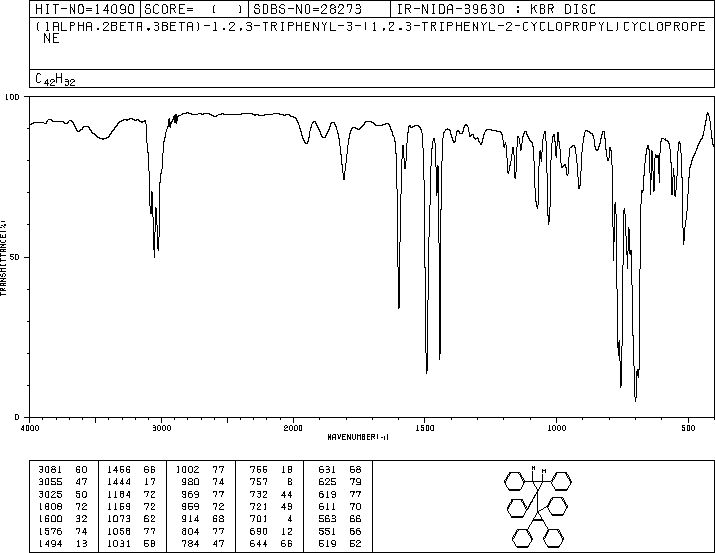 HIT-NO=14090 SCORE= ( ) SDBS-NO=28273 IR-NIDA-39630 : KBR DISC
(1ALPHA,2BETA,3BETA)-1,2,3-TRIPHENYL-3-(1,2,3-TRIPHENYL-2-CYCLOPROPYL)CYCLOPROPE
NE
C42H32
100
50
0
TRANSMITTANCE(%)
4000 3000 2000 1500 1000 500
WAVENUMBER(-1)
3081 60 1456 66 1002 77 766 18 631 68
3055 47 1444 17 980 74 757 8 625 79
3025 50 1184 72 969 77 732 44 619 77
1808 72 1159 72 959 72 721 49 611 70
1600 32 1073 62 914 68 701 4 563 66
1576 74 1058 77 804 77 690 12 551 66
1494 13 1031 58 784 47 644 66 519 52
H H